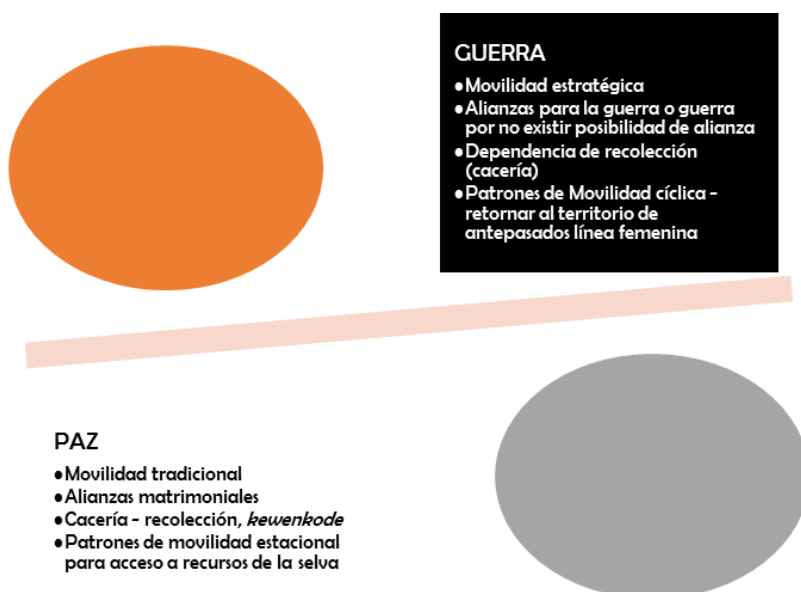 GUERRA
•Movilidad estratégica
•Alianzas para la guerra o guerra
por no existir posibilidad de alianza
•Dependencia de recolección
(cacería)
•Patrones de Movilidad cíclica -
retornar al territorio de
antepasados línea femenina
PAZ
•Movilidad tradicional
•Alianzas matrimoniales
•Cacería - recolección, kewenkode
•Patrones de movilidad estacional
para acceso a recursos de la selva